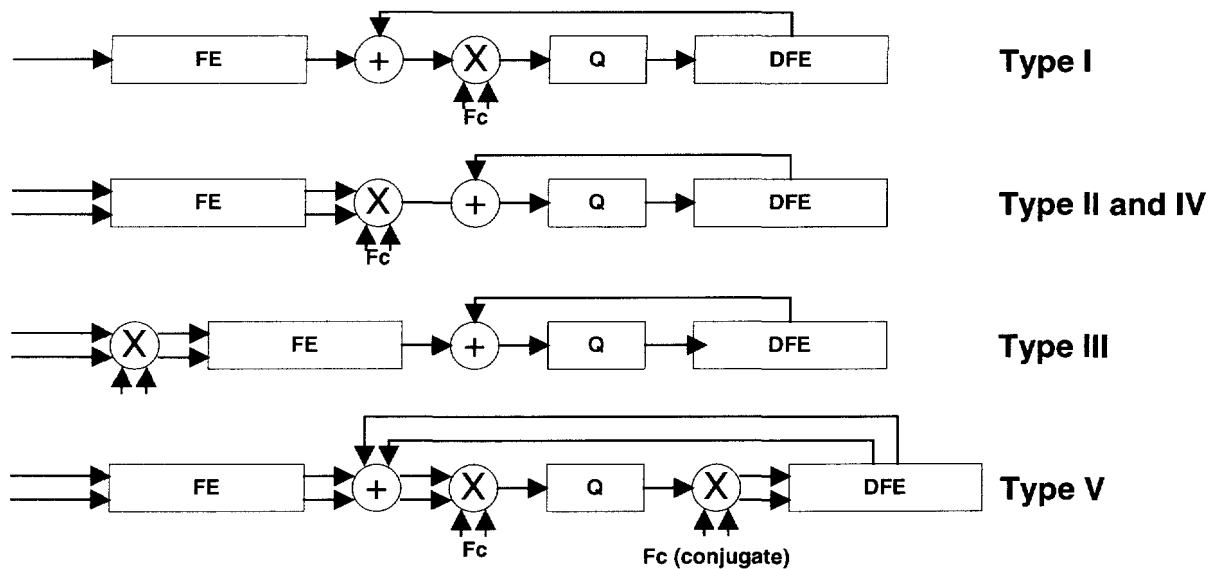 FE + X Q DFE Type I
Fc
FE X + Q DFE Type II and IV
Fc
X FE + Q DFE Type III
FE + X Q X DFE Type V
Fc Fc (conjugate)